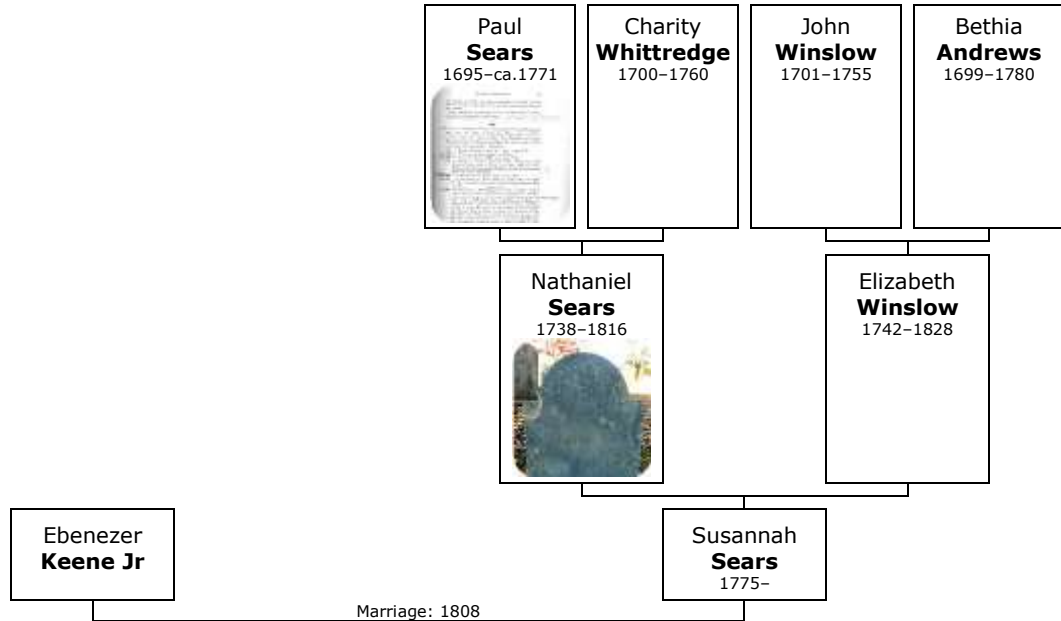 Paul
Sears
1695–ca.1771
Charity
Whittredge
1700–1760
John
Winslow
1701–1755
Bethia
Andrews
1699–1780
Nathaniel
Sears
1738–1816
Elizabeth
Winslow
1742–1828
Ebenezer
Keene Jr
Susannah
Sears
1775–
Marriage: 1808